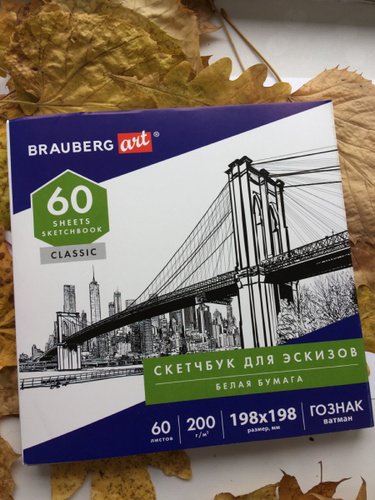 BRAUBERG art®
60
SHEETS
SKETCHBOOK
CLASSIC
СКЕТЧБУК ДЛЯ ЭСКИЗОВ
БЕЛАЯ БУМАГА
60 200 198х198 ГОЗНАК
листов г/м² размер, мм ватман